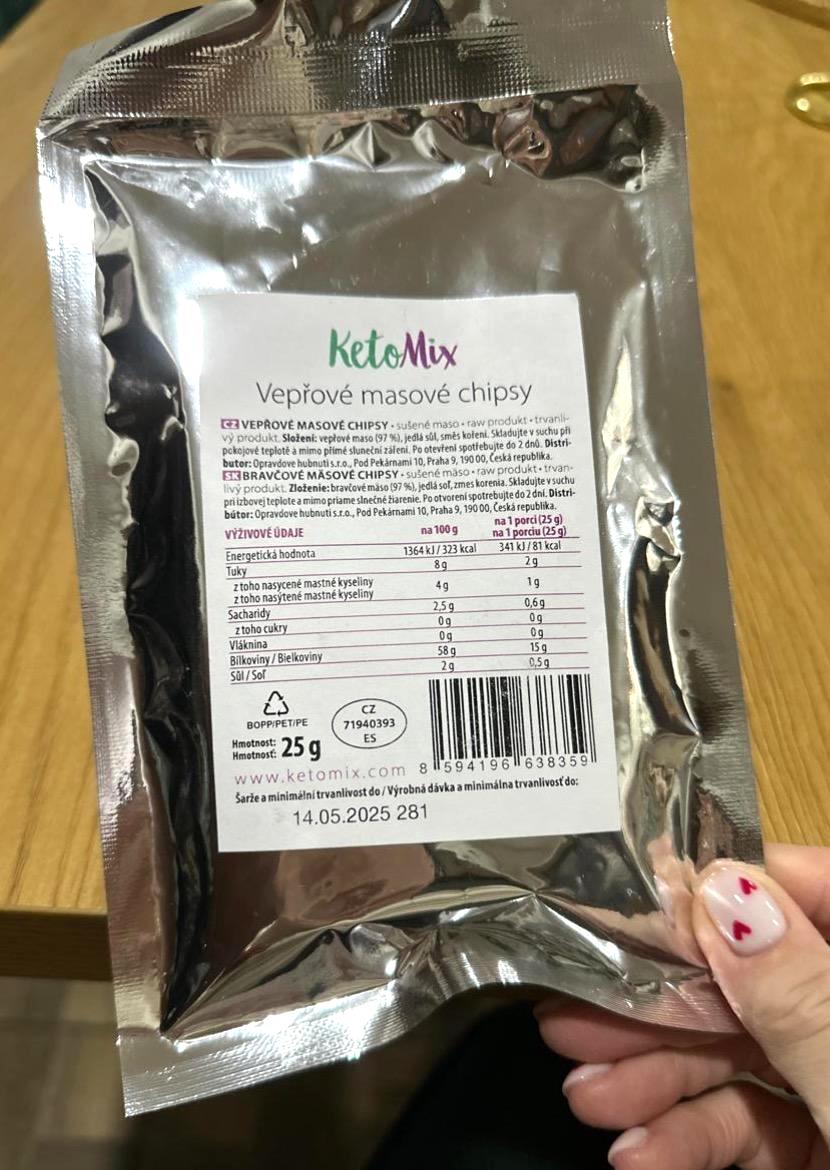 KetoMix
Vepřové masové chipsy
CZ VEPŘOVÉ MASOVÉ CHIPSY • sušené maso • raw produkt • trvanli-
vý produkt. Složení: vepřové maso (97 %), jedlá sůl, směs koření. Skladujte v suchu při
pokojové teplotě a mimo přímé sluneční záření. Po otevření spotřebujte do 2 dnů. Distri-
butor: Opravdove hubnuti s.r.o., Pod Pekárnami 10, Praha 9, 190 00, Česká republika.
SK BRAVČOVÉ MÄSOVÉ CHIPSY • sušené mäso • raw produkt • trvan-
livý produkt. Zloženie: bravčové mäso (97 %), jedlá soľ, zmes korenia. Skladujte v suchu
pri izbovej teplote a mimo priame slnečné žiarenie. Po otvorení spotrebujte do 2 dní. Distri-
bútor: Opravdove hubnuti s.r.o., Pod Pekárnami 10, Praha 9, 190 00, Česká republika.
VÝŽIVOVÉ ÚDAJE na 100 g na 1 porci (25 g)
na 1 porciu (25 g)
Energetická hodnota 1364 kJ / 323 kcal 341 kJ / 81 kcal
Tuky 8 g 2 g
z toho nasycené mastné kyseliny
z toho nasýtené mastné kyseliny 4 g 1 g
Sacharidy 2,5 g 0,6 g
z toho cukry 0 g 0 g
Vláknina 0 g 0 g
Bílkoviny / Bielkoviny 58 g 15 g
Sůl / Soľ 2 g 0,5 g
BOPP/PET/PE
CZ
71940393
ES
Hmotnost:
Hmotnosť: 25 g
www.ketomix.com
8 594196 638359
Šarže a minimální trvanlivost do / Výrobná dávka a minimálna trvanlivosť do:
14.05.2025 281